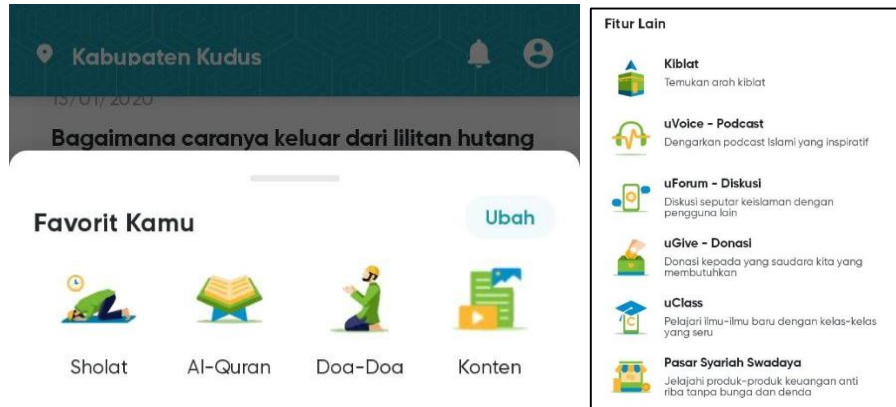 Kabupaten Kudus
13/01/2020
Bagaimana caranya keluar dari lilitan hutang
Favorit Kamu
Ubah
Sholat
Al-Quran
Doa-Doa
Konten
Fitur Lain
Kiblat
Temukan arah kiblat
uVoice - Podcast
Dengarkan podcast Islami yang inspiratif
uForum - Diskusi
Diskusi seputar keislaman dengan
pengguna lain
uGive - Donasi
Donasi kepada yang saudara kita yang
membutuhkan
uClass
Pelajari ilmu-ilmu baru dengan kelas-kelas
yang seru
Pasar Syariah Swadaya
Jelajahi produk-produk keuangan anti
riba tanpa bunga dan denda